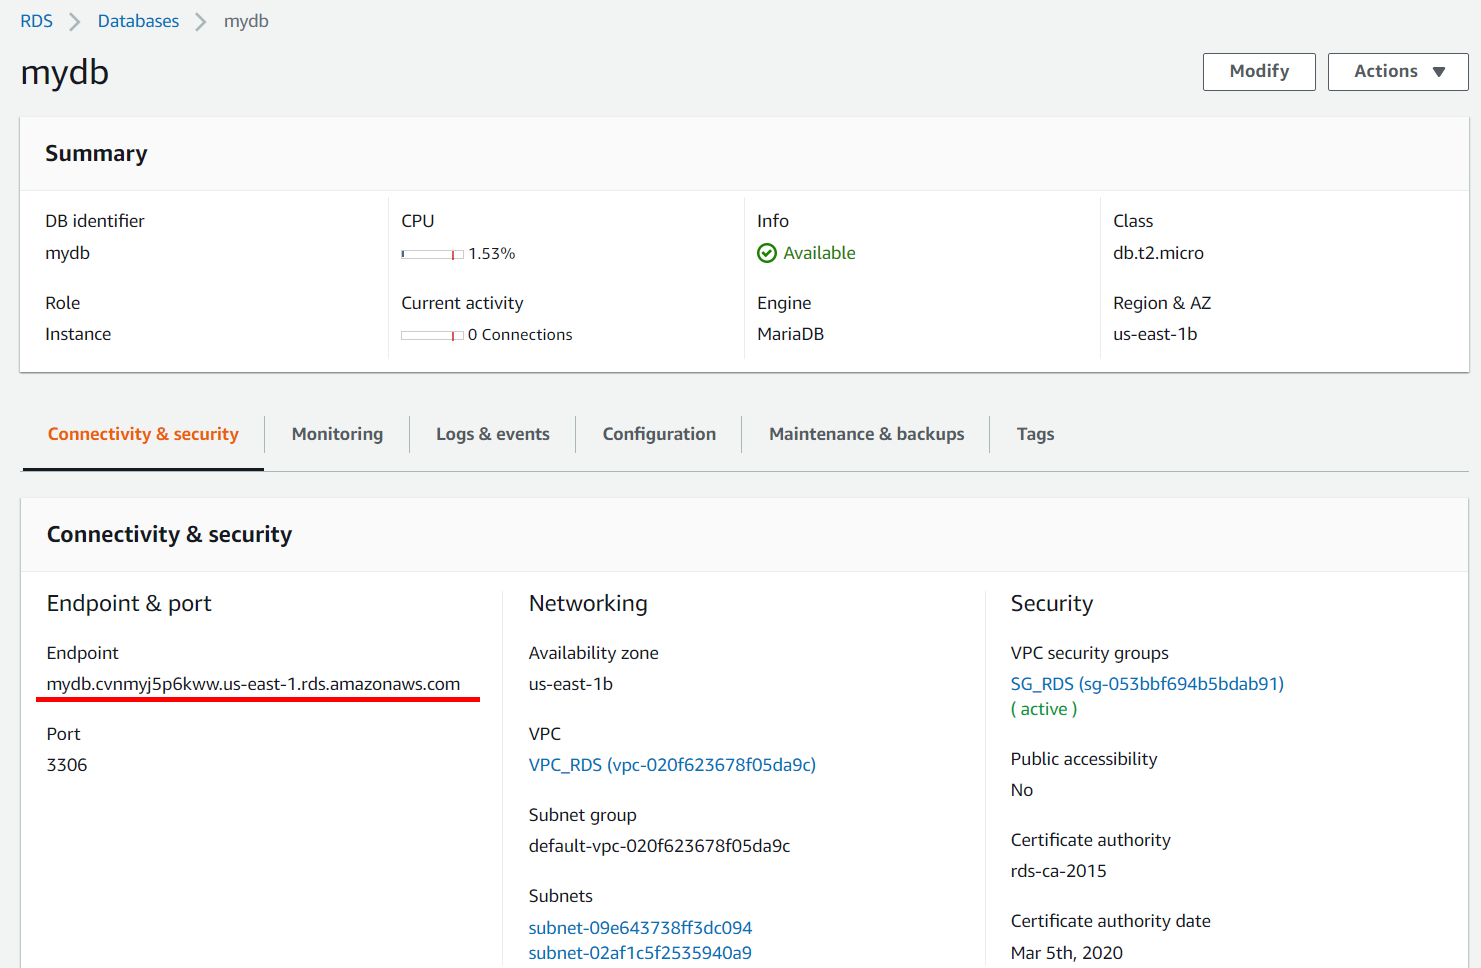 RDS > Databases > mydb
mydb
Modify
Actions
Summary
DB identifier
mydb
CPU
1.53%
Info
Available
Class
db.t2.micro
Role
Instance
Current activity
0 Connections
Engine
MariaDB
Region & AZ
us-east-1b
Connectivity & security
Monitoring
Logs & events
Configuration
Maintenance & backups
Tags
Connectivity & security
Endpoint & port
Endpoint
mydb.cvnmyj5p6kww.us-east-1.rds.amazonaws.com
Port
3306
Networking
Availability zone
us-east-1b
VPC
VPC_RDS (vpc-020f623678f05da9c)
Subnet group
default-vpc-020f623678f05da9c
Subnets
subnet-09e643738ff3dc094
subnet-02af1c5f2535940a9
Security
VPC security groups
SG_RDS (sg-053bbf694b5bdab91)
( active )
Public accessibility
No
Certificate authority
rds-ca-2015
Certificate authority date
Mar 5th, 2020